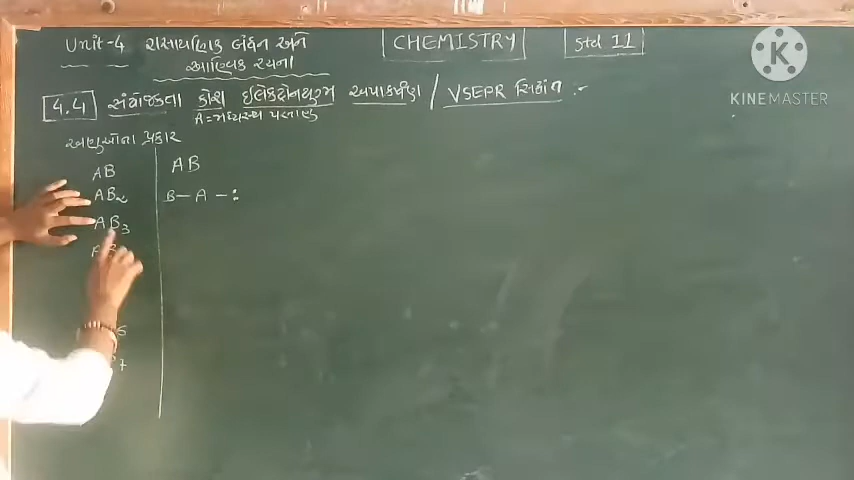 Unit-4 રાસાયણિક બંધન અને
આણ્વિક રચના
CHEMISTRY
Std 11
4.4 સંયોજકતા કોશ ઇલેક્ટ્રોનયુગ્મ અપાકર્ષણ / VSEPR સિદ્ધાંત :-
A = મધ્યસ્થ પરમાણુ
અણુઓના પ્રકાર
AB
AB2
AB3
AB
B - A - :
K
KINEMASTER